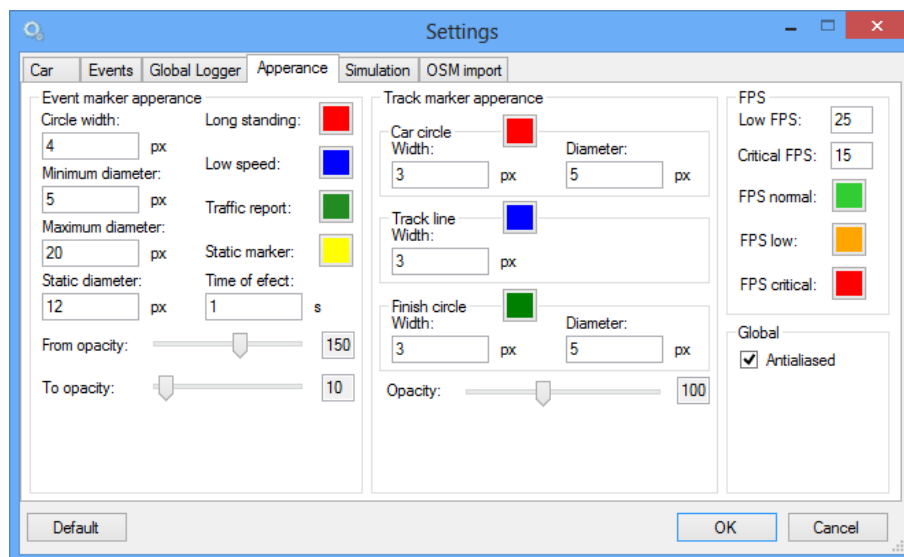 Settings
Car Events Global Logger Apperance Simulation OSM import
Event marker apperance
Circle width:
4 px
Minimum diameter:
5 px
Maximum diameter:
20 px
Static diameter:
12 px
Long standing:
Low speed:
Traffic report:
Static marker:
Time of efect:
1 s
From opacity: 150
To opacity: 10
Track marker apperance
Car circle
Width: Diameter:
3 px 5 px
Track line
Width:
3 px
Finish circle
Width: Diameter:
3 px 5 px
Opacity: 100
FPS
Low FPS: 25
Critical FPS: 15
FPS normal:
FPS low:
FPS critical:
Global
Antialiased
Default OK Cancel